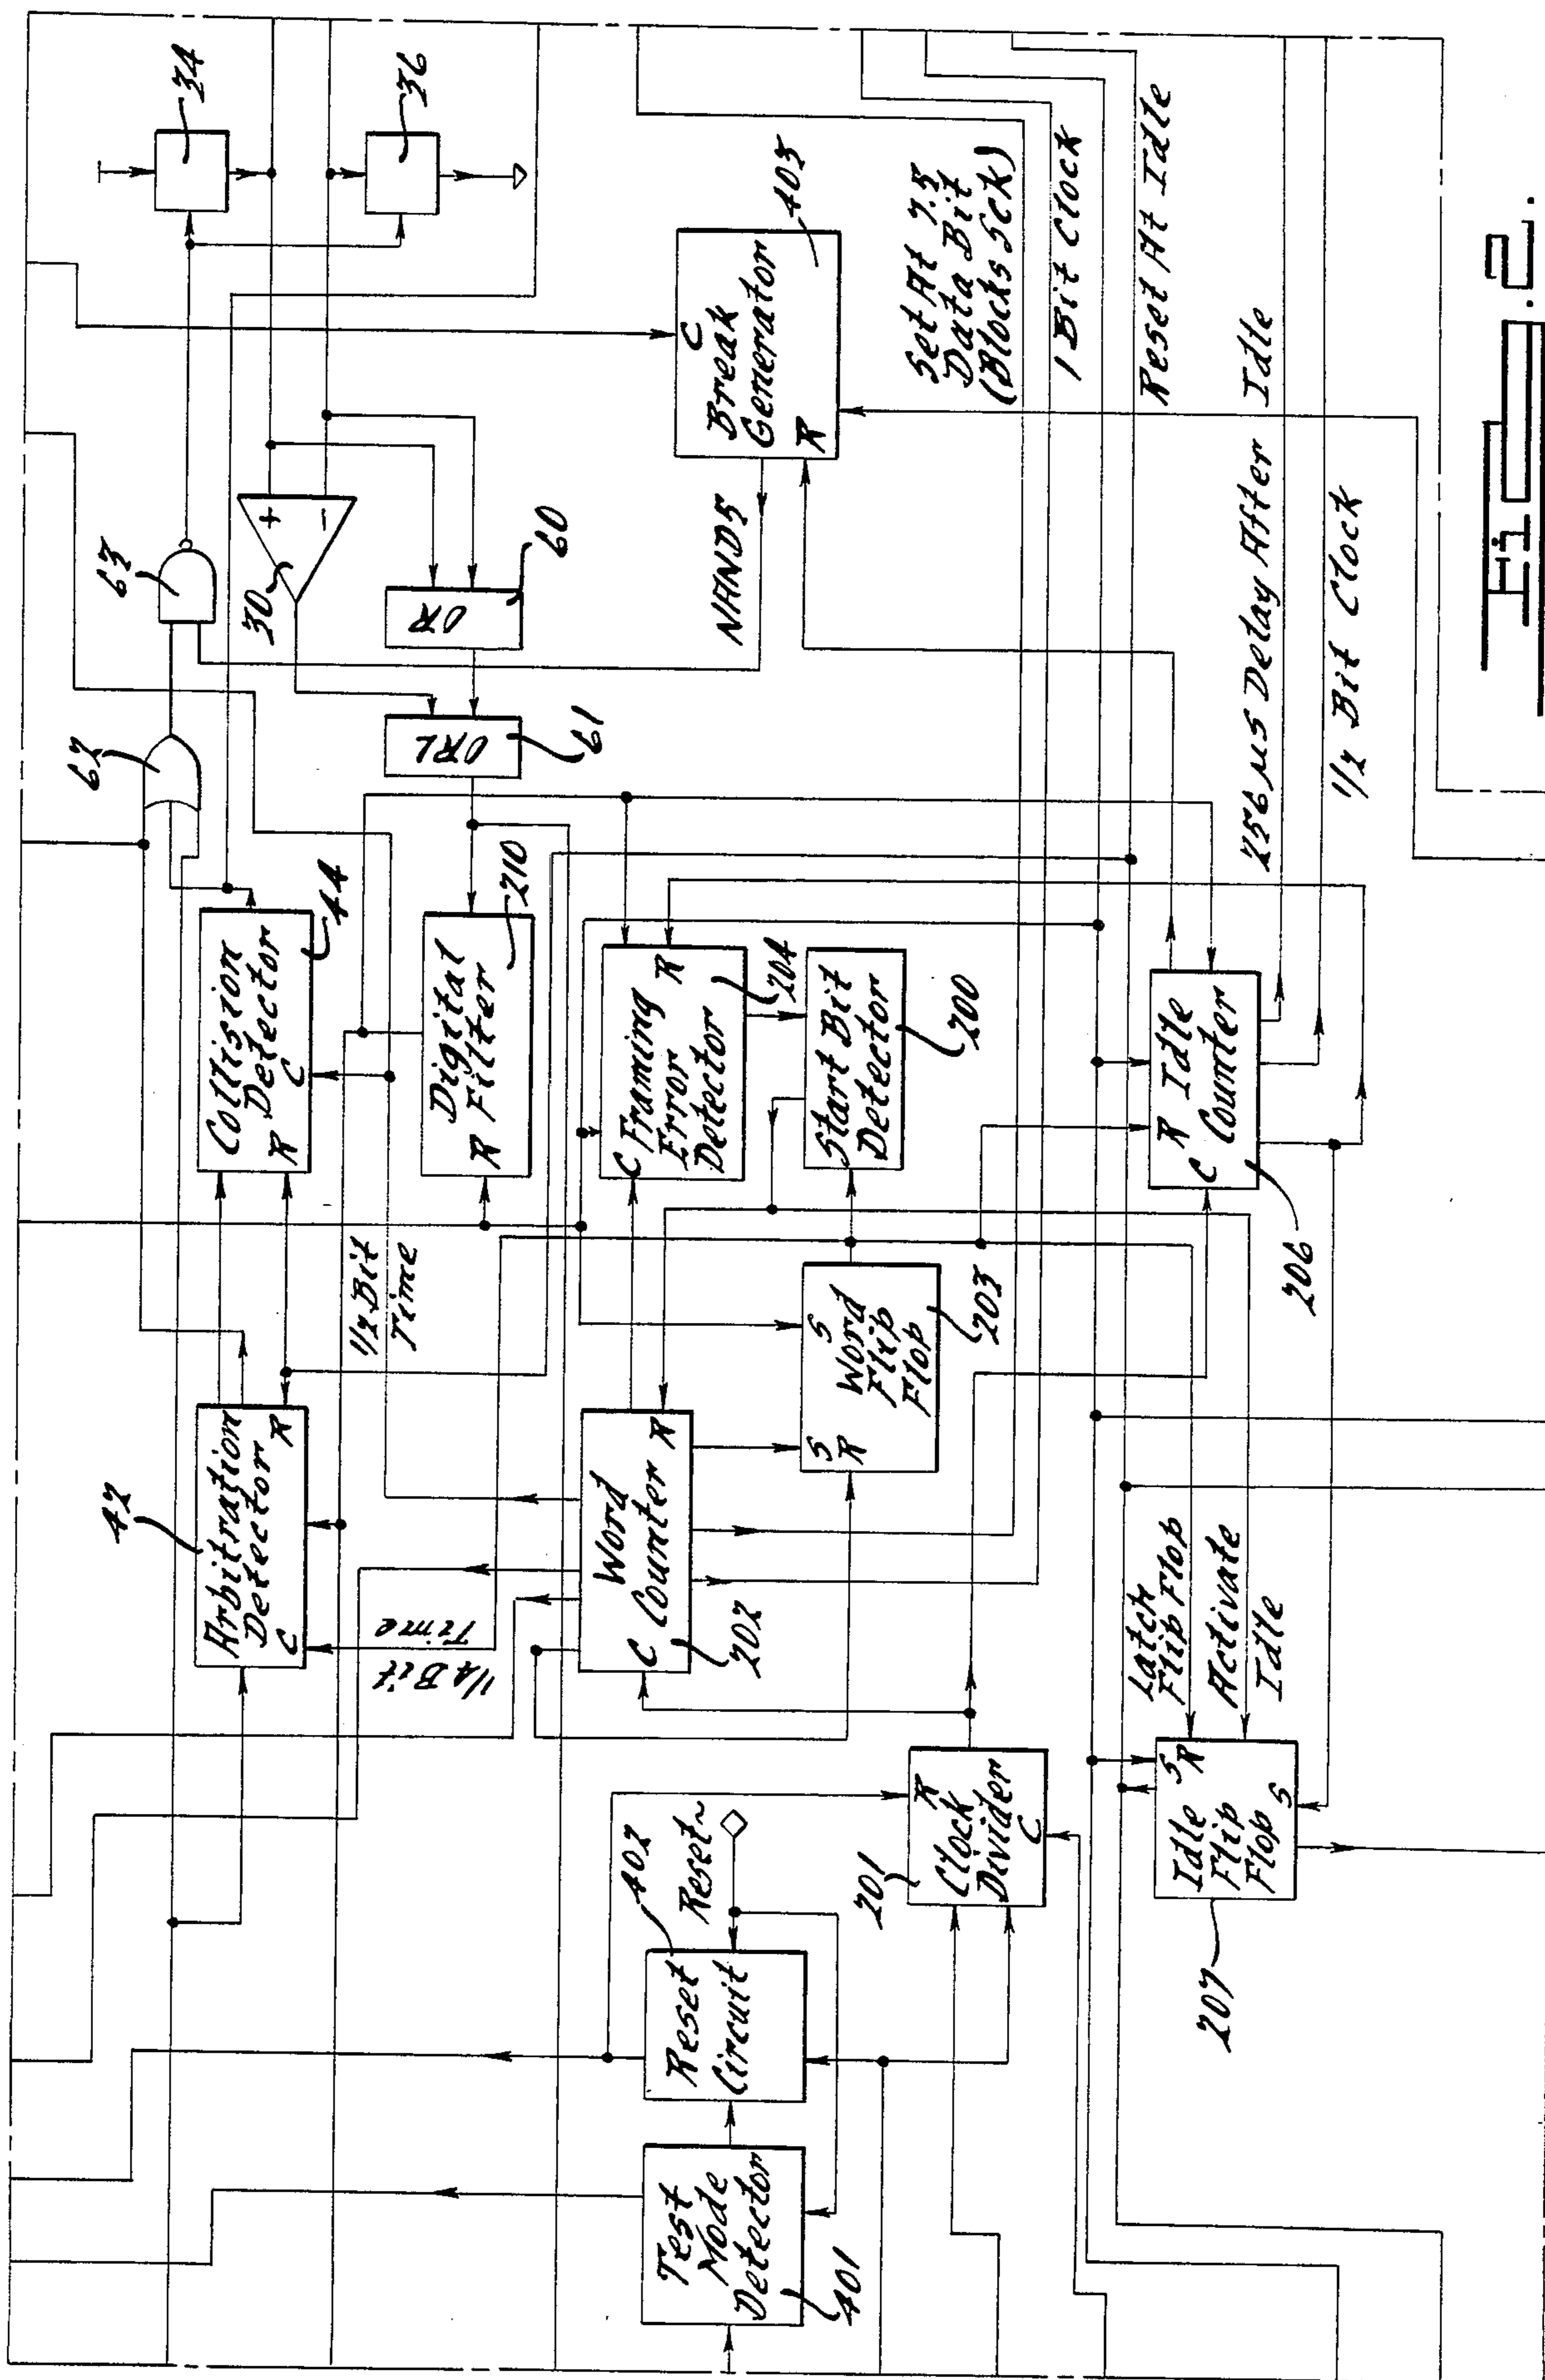 34
36
63
62
30
+
−
OR
60
ORL
61
C
Break
Generator
R
405
NAND5
Set At 7.5
Data Bit
(Blocks Sck)
1 Bit Clock
Reset At Idle
256 µs Delay After Idle
1/2 Bit Clock
Collision
Detector
R C
44
Digital
R Filter
210
C Framing
Error
Detector
R
204
Start Bit
Detector
200
R Idle
C Counter
206
42
Arbitration
Detector
C R
1/2 Bit
Time
1/4 Bit
Time
Word
C Counter R
202
S S
R Word
Flip
Flop
203
Latch
Flip Flop
Activate
Idle
S R
Idle
Flip
Flop S
207
402
Reset
Circuit
Reset~
Test
Mode
Detector
401
201
R
Clock
Divider
C
Fig. 2.